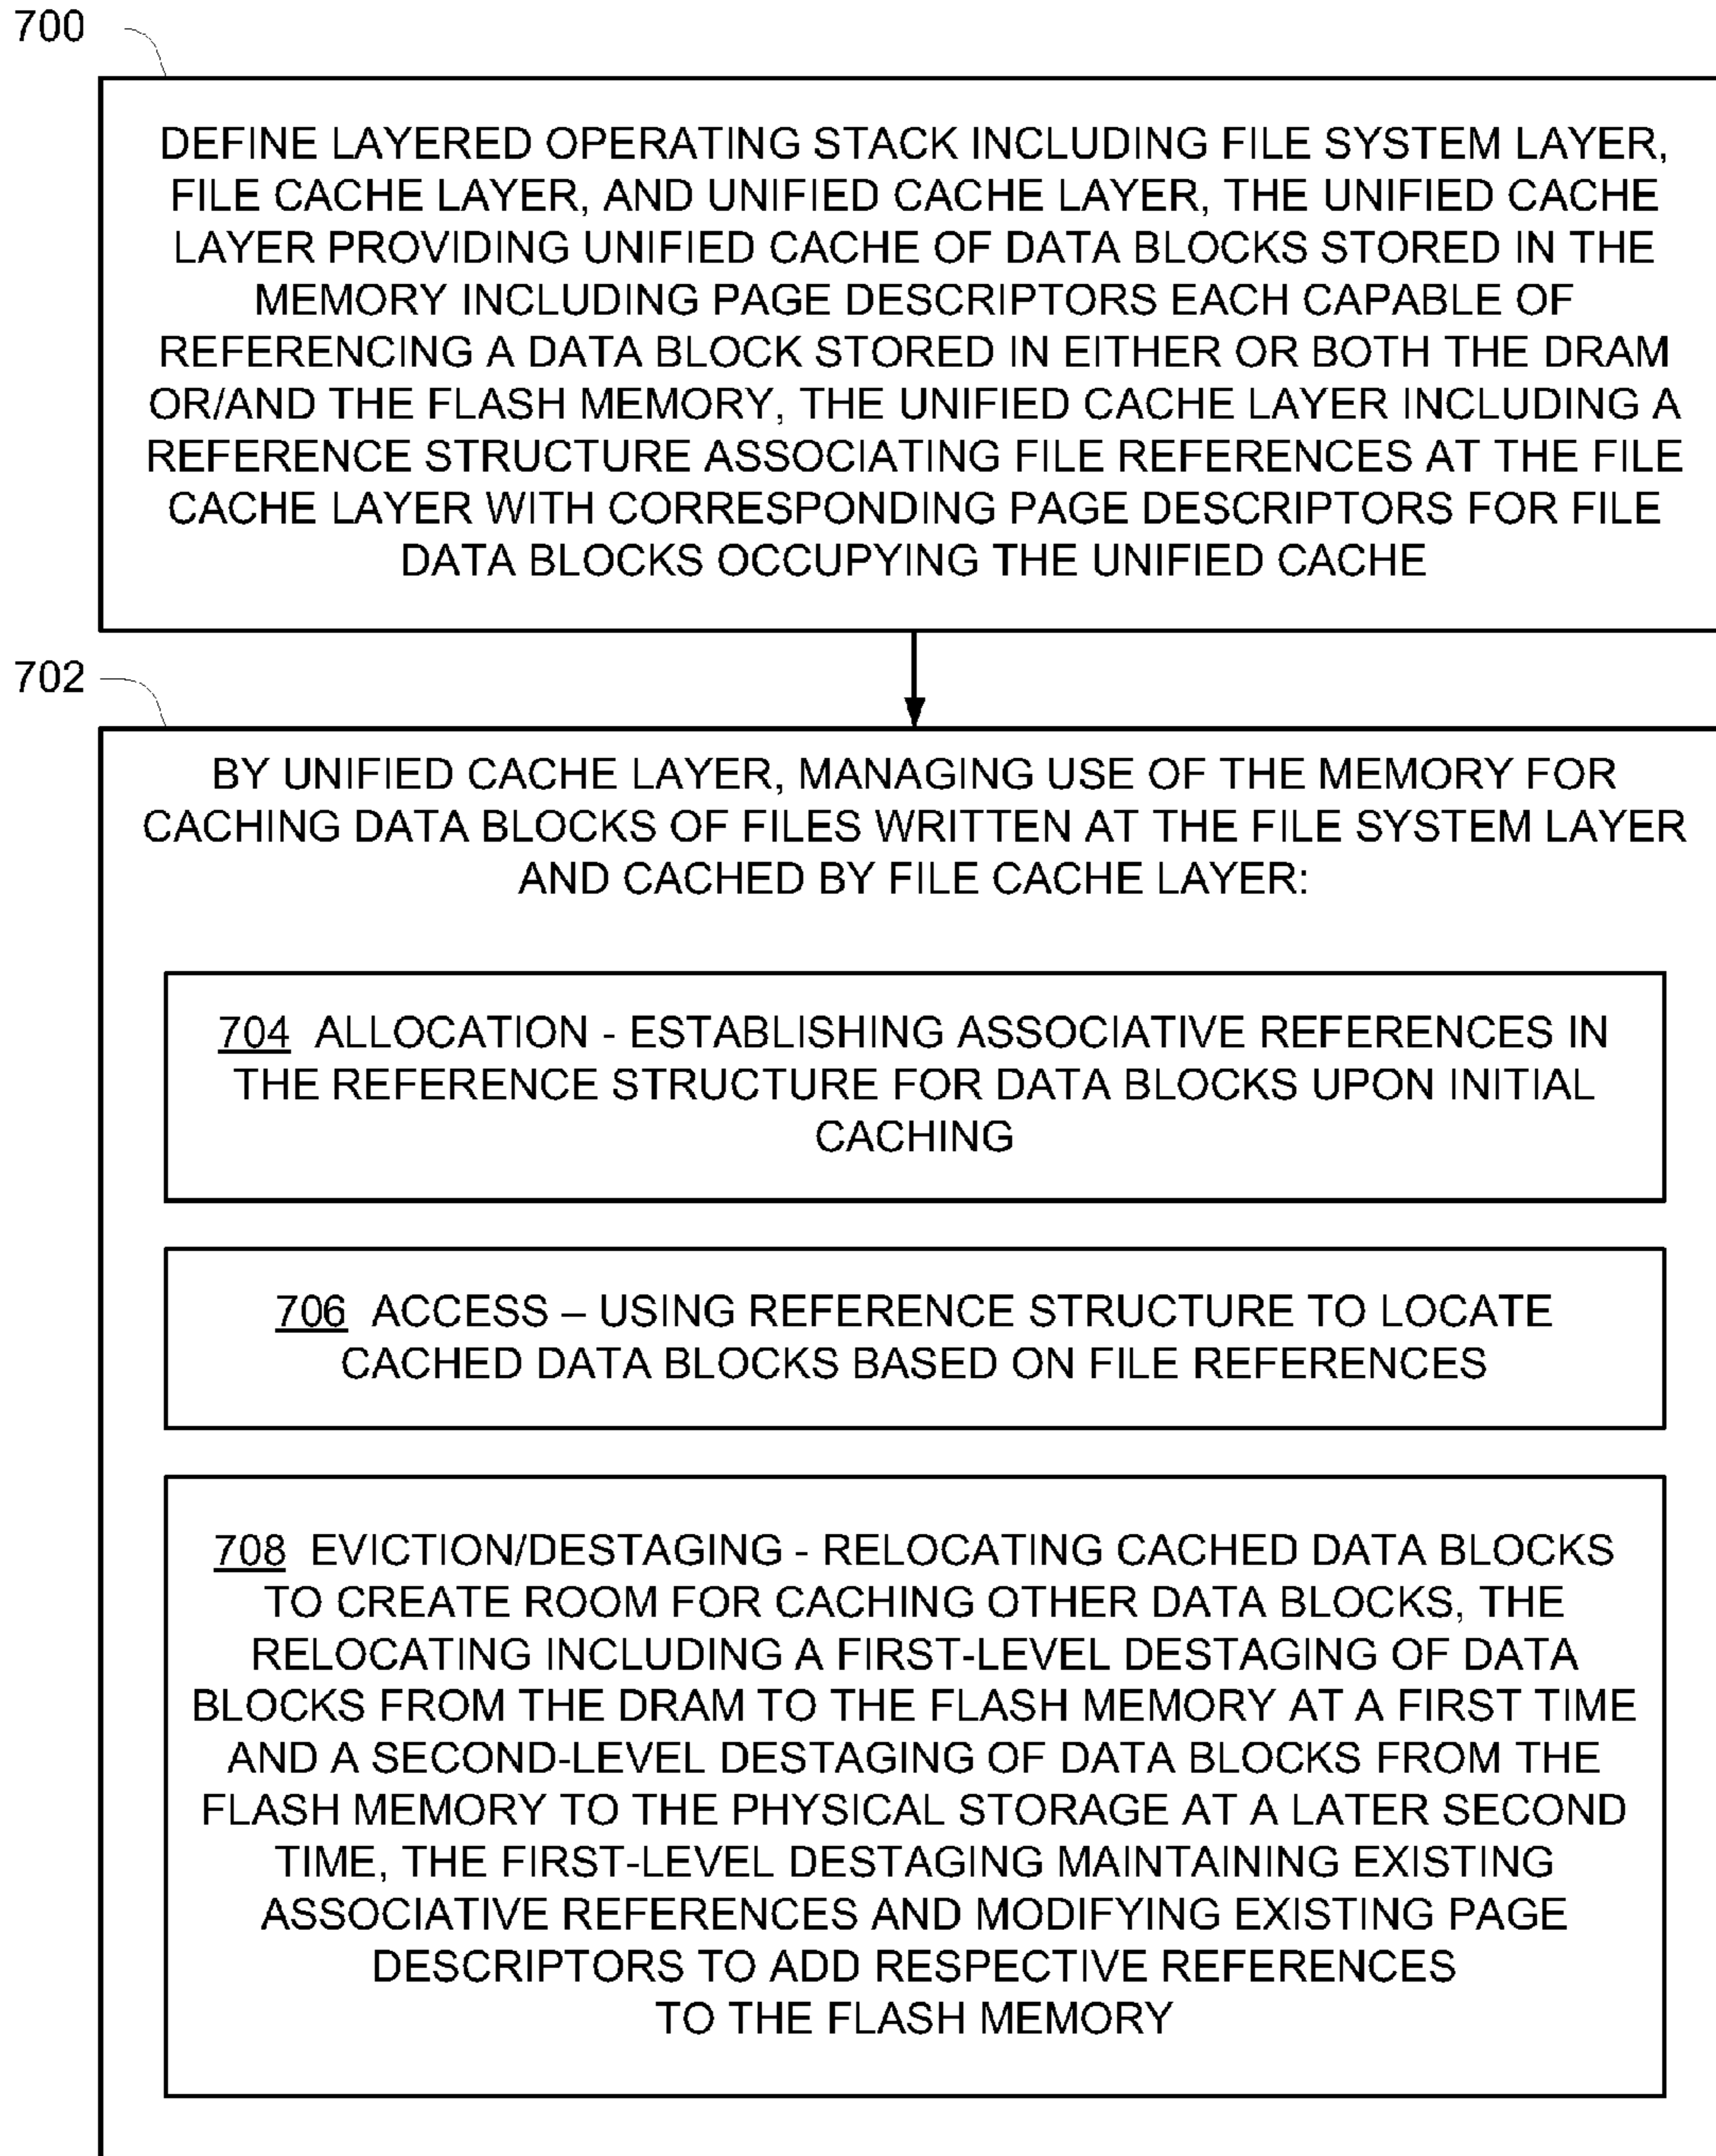 700
DEFINE LAYERED OPERATING STACK INCLUDING FILE SYSTEM LAYER,
FILE CACHE LAYER, AND UNIFIED CACHE LAYER, THE UNIFIED CACHE
LAYER PROVIDING UNIFIED CACHE OF DATA BLOCKS STORED IN THE
MEMORY INCLUDING PAGE DESCRIPTORS EACH CAPABLE OF
REFERENCING A DATA BLOCK STORED IN EITHER OR BOTH THE DRAM
OR/AND THE FLASH MEMORY, THE UNIFIED CACHE LAYER INCLUDING A
REFERENCE STRUCTURE ASSOCIATING FILE REFERENCES AT THE FILE
CACHE LAYER WITH CORRESPONDING PAGE DESCRIPTORS FOR FILE
DATA BLOCKS OCCUPYING THE UNIFIED CACHE
702
BY UNIFIED CACHE LAYER, MANAGING USE OF THE MEMORY FOR
CACHING DATA BLOCKS OF FILES WRITTEN AT THE FILE SYSTEM LAYER
AND CACHED BY FILE CACHE LAYER:
704 ALLOCATION - ESTABLISHING ASSOCIATIVE REFERENCES IN
THE REFERENCE STRUCTURE FOR DATA BLOCKS UPON INITIAL
CACHING
706 ACCESS – USING REFERENCE STRUCTURE TO LOCATE
CACHED DATA BLOCKS BASED ON FILE REFERENCES
708 EVICTION/DESTAGING - RELOCATING CACHED DATA BLOCKS
TO CREATE ROOM FOR CACHING OTHER DATA BLOCKS, THE
RELOCATING INCLUDING A FIRST-LEVEL DESTAGING OF DATA
BLOCKS FROM THE DRAM TO THE FLASH MEMORY AT A FIRST TIME
AND A SECOND-LEVEL DESTAGING OF DATA BLOCKS FROM THE
FLASH MEMORY TO THE PHYSICAL STORAGE AT A LATER SECOND
TIME, THE FIRST-LEVEL DESTAGING MAINTAINING EXISTING
ASSOCIATIVE REFERENCES AND MODIFYING EXISTING PAGE
DESCRIPTORS TO ADD RESPECTIVE REFERENCES
TO THE FLASH MEMORY